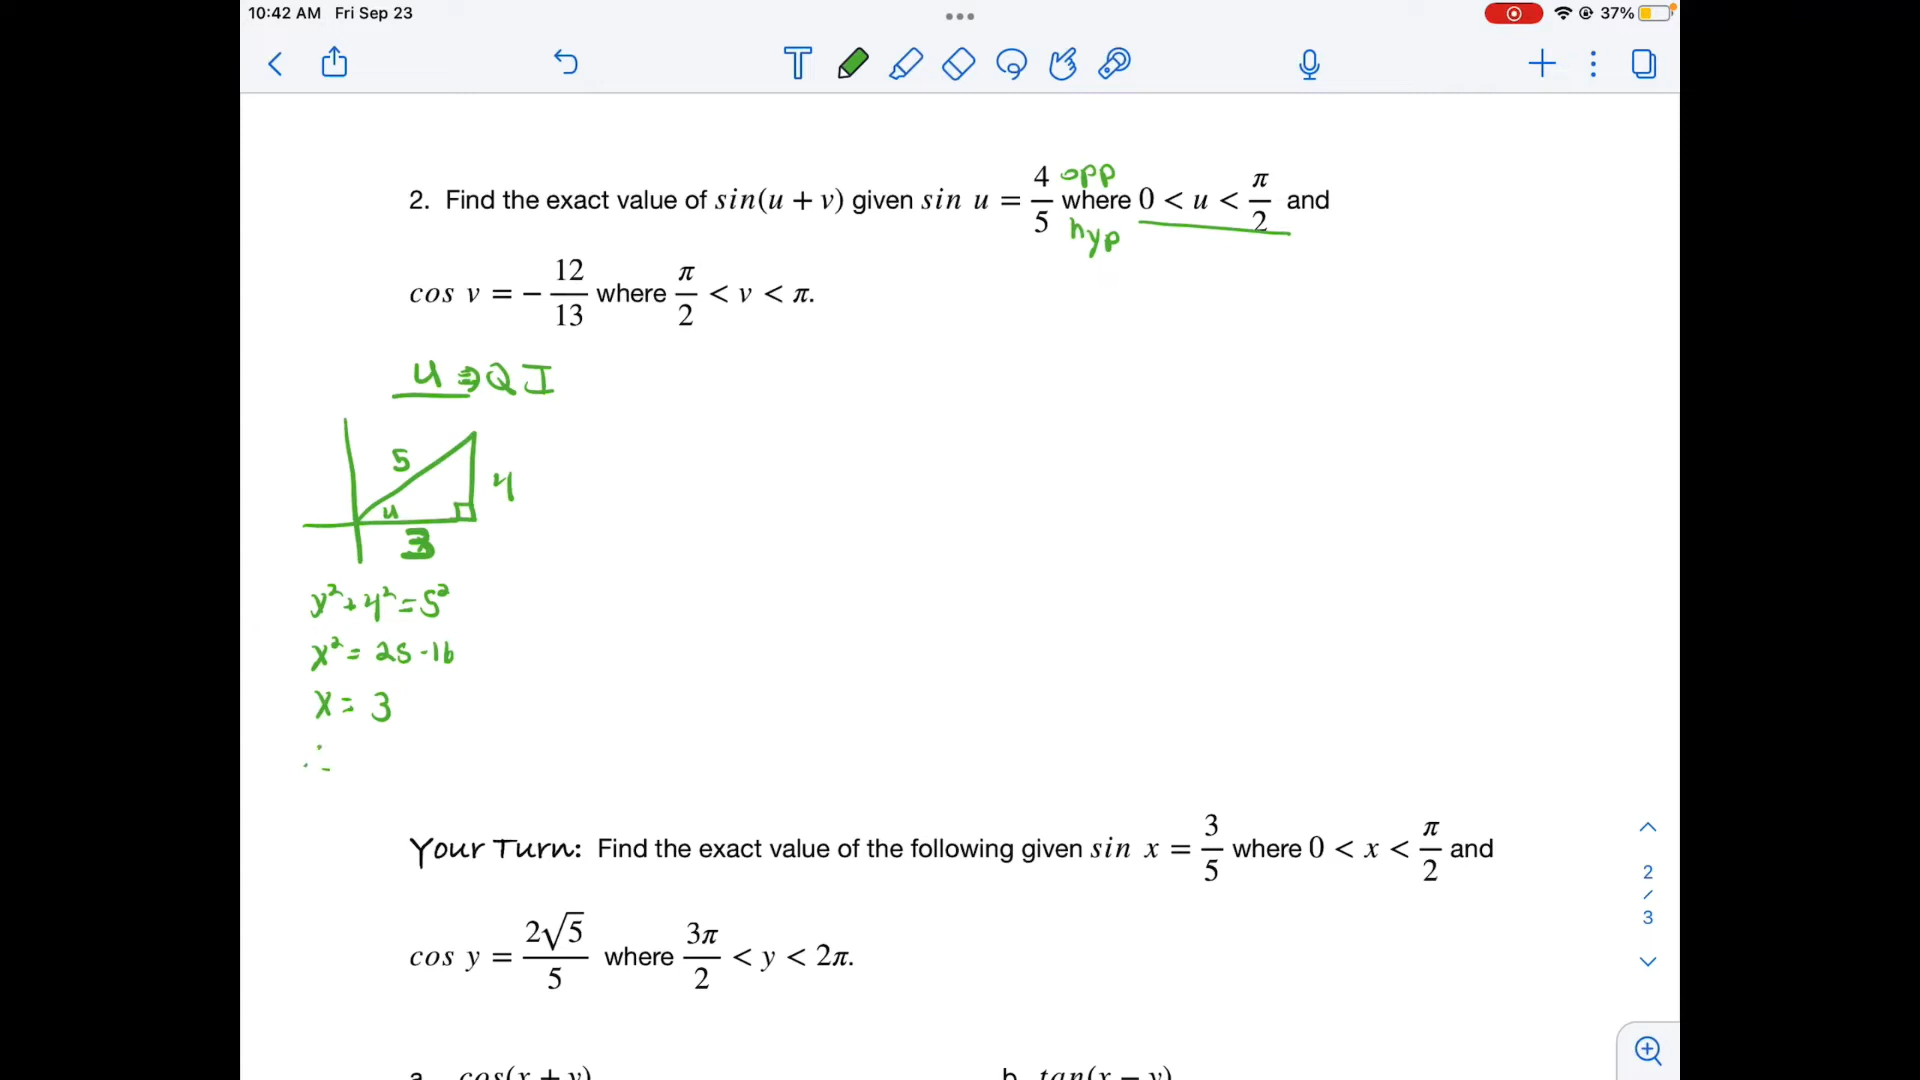 10:42 AM Fri Sep 23
37%
2. Find the exact value of sin(u + v) given sin u = 4/5 where 0 < u < π/2 and
opp
hyp
cos v = − 12/13 where π/2 < v < π.
u ⇒ Q I
5
4
u
3
x² + 4² = 5²
x² = 25 - 16
x = 3
∴
Your Turn: Find the exact value of the following given sin x = 3/5 where 0 < x < π/2 and
cos y = 2√5/5 where 3π/2 < y < 2π.
2
/
3
a. cos(x + y)
b. tan(x − y)